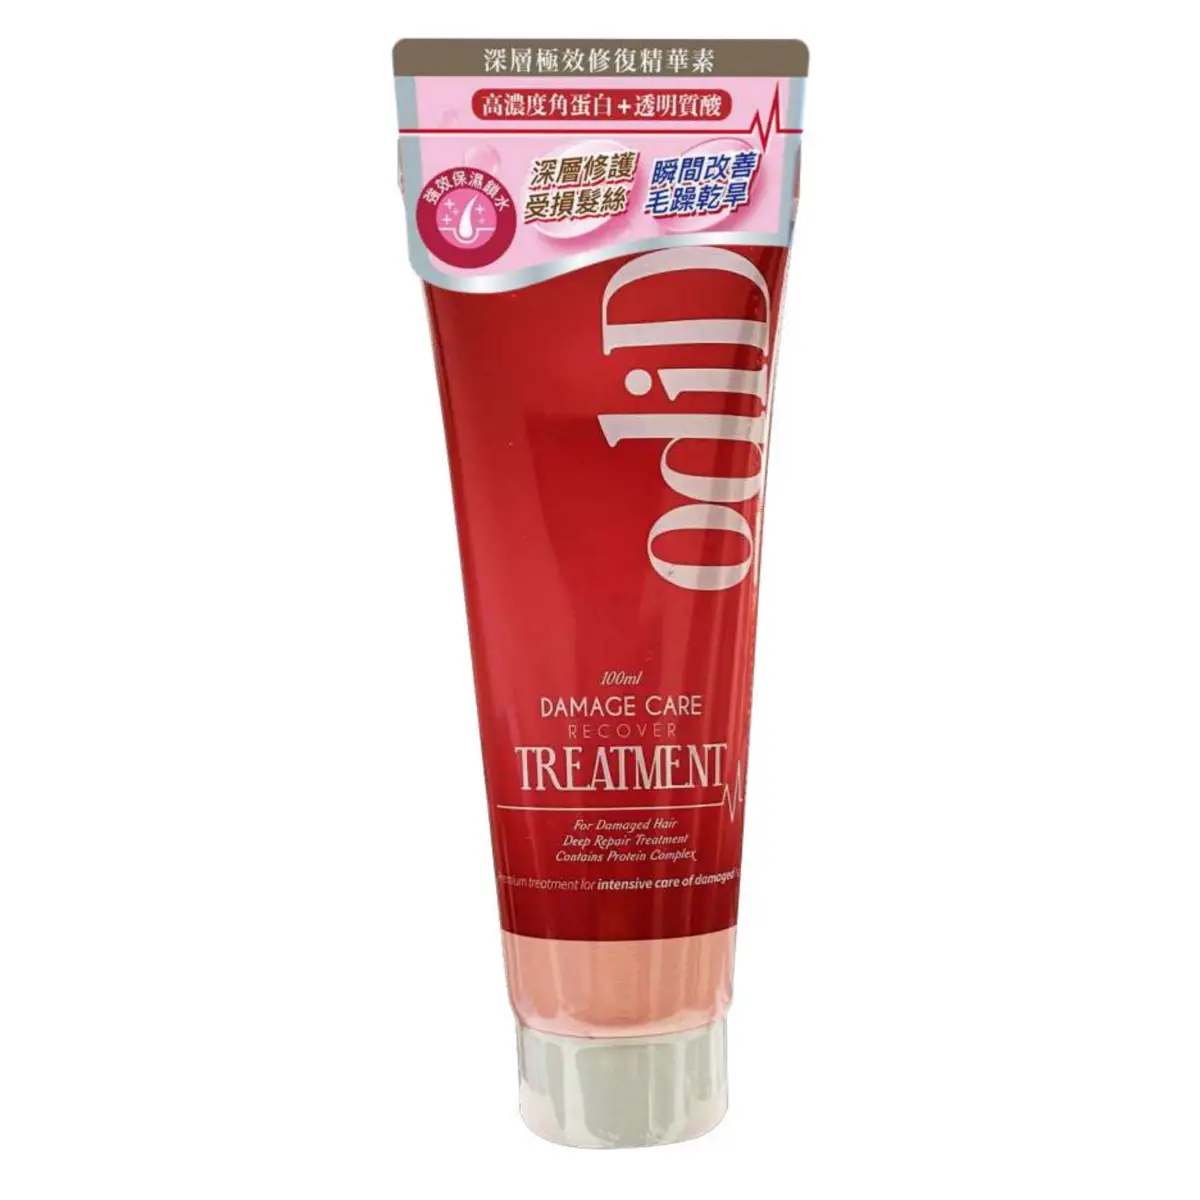 深層極效修復精華素
高濃度角蛋白+透明質酸
強效保濕鎖水
深層修護
受損髮絲
瞬間改善
毛躁乾旱
odiD
100ml
DAMAGE CARE
RECOVER
TREATMENT
For Damaged Hair
Deep Repair Treatment
Contains Protein Complex
treatment for intensive care of damaged